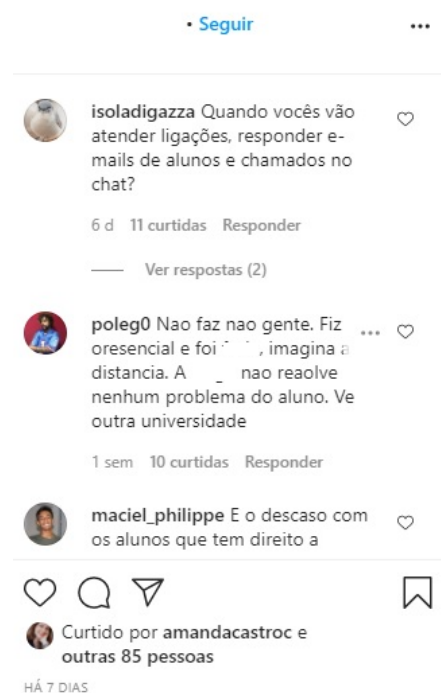 • Seguir
isoladigazza Quando vocês vão
atender ligações, responder e-
mails de alunos e chamados no
chat?
6 d 11 curtidas Responder
Ver respostas (2)
poleg0 Nao faz nao gente. Fiz
oresencial e foi , imagina a
distancia. A nao reaolve
nenhum problema do aluno. Ve
outra universidade
1 sem 10 curtidas Responder
maciel_philippe E o descaso com
os alunos que tem direito a
Curtido por amandacastroc e
outras 85 pessoas
HÁ 7 DIAS